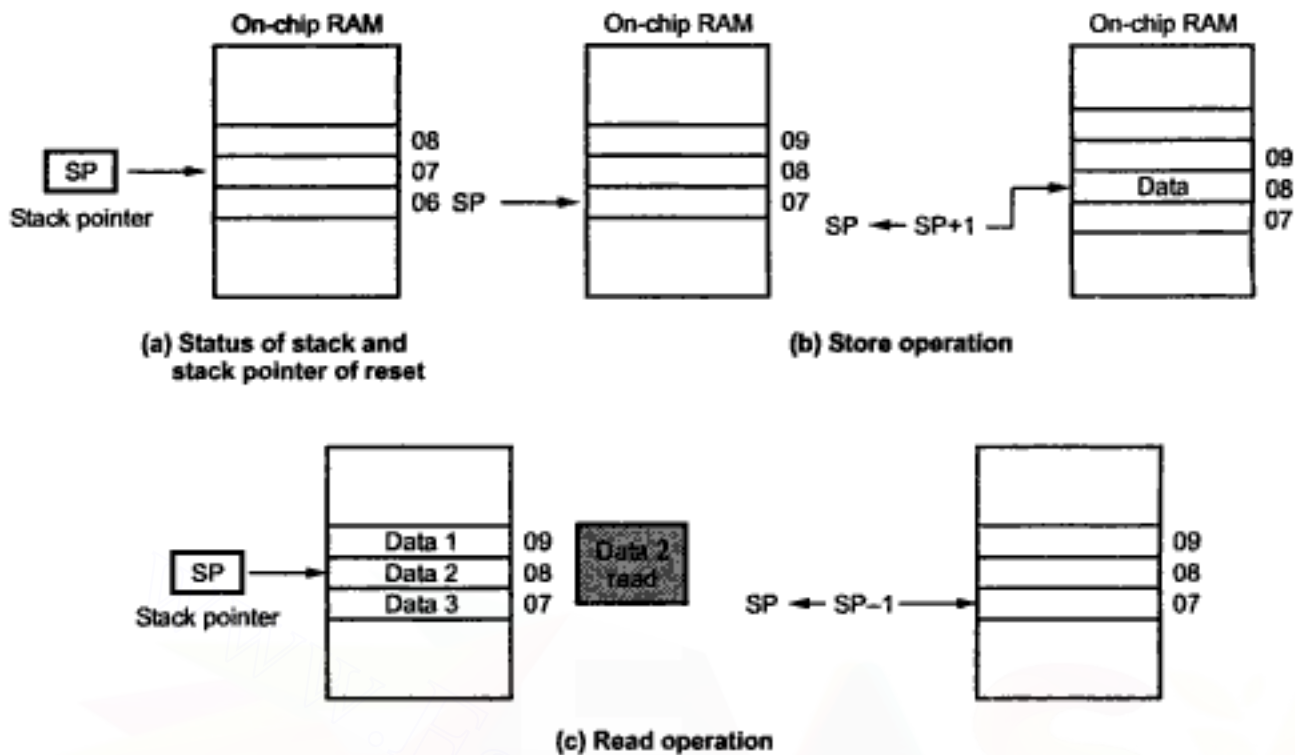 On-chip RAM
On-chip RAM
On-chip RAM
08
07
06
SP
Stack pointer
SP
09
08
07
SP
SP+1
Data
09
08
07
(a) Status of stack and
stack pointer of reset
(b) Store operation
SP
Stack pointer
Data 1
Data 2
Data 3
09
08
07
Data 2
read
SP
SP–1
09
08
07
(c) Read operation